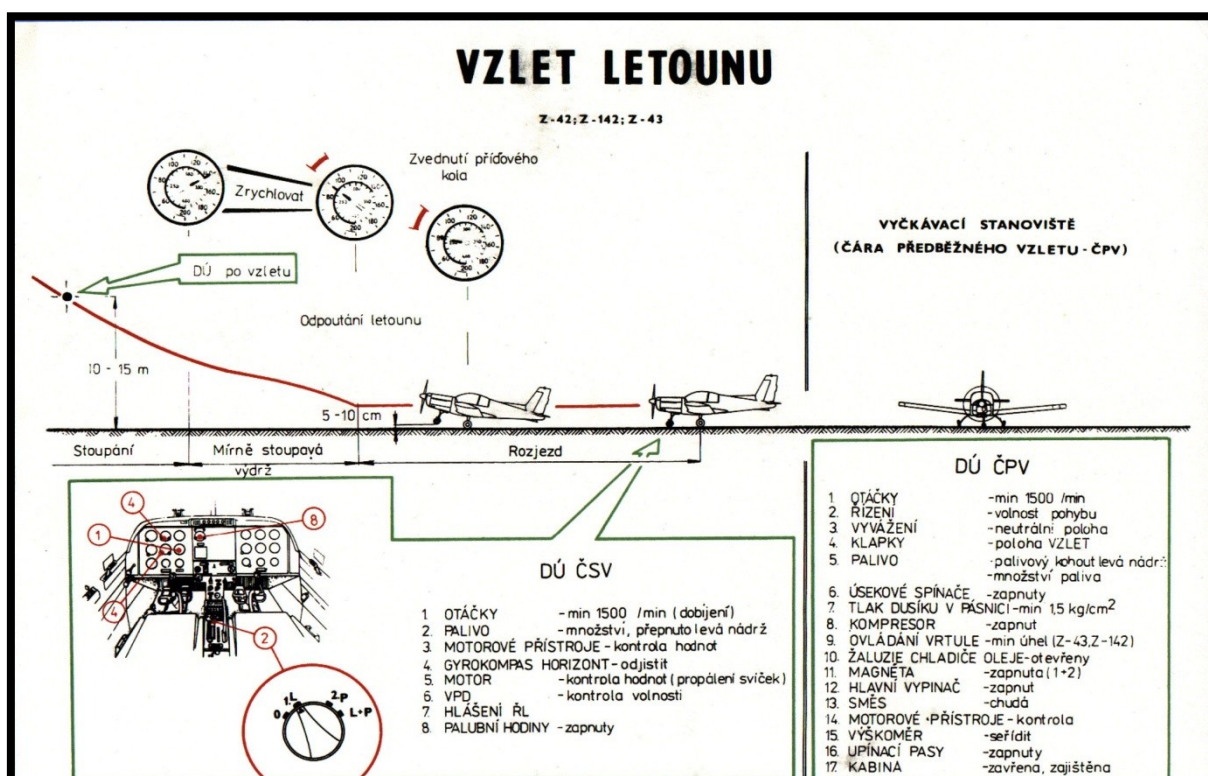 VZLET LETOUNU
Z-42; Z-142; Z-43
Zvednutí příďového
kola
Zrychlovat
VYČKÁVACÍ STANOVIŠTĚ
(ČÁRA PŘEDBĚŽNÉHO VZLETU - ČPV)
DÚ po vzletu
Odpoutání letounu
10 - 15 m
5 - 10 cm
Stoupání
Mírně stoupavá
výdrž
Rozjezd
DÚ ČSV
1 OTÁČKY - min 1500 /min (dobíjení)
2. PALIVO - množství, přepnuto levá nádrž
3 MOTOROVÉ PŘÍSTROJE - kontrola hodnot
4 GYROKOMPAS HORIZONT - odjistit
5 MOTOR - kontrola hodnot (propálení svíček)
6 VPD - kontrola volnosti
7 HLÁŠENÍ ŘL
8 PALUBNÍ HODINY - zapnuty
4
1
4
8
2
0
1.L
2.P
L+P
DÚ ČPV
1 OTÁČKY - min 1500 /min
2 ŘÍZENÍ - volnost pohybu
3 VYVÁŽENÍ - neutrální poloha
4 KLAPKY - poloha VZLET
5 PALIVO - palivový kohout levá nádrž
- množství paliva
6 ÚSEKOVÉ SPÍNAČE - zapnuty
7. TLAK DUSÍKU V PÁSNICI - min 1,5 kg/cm²
8 KOMPRESOR - zapnut
9 OVLÁDÁNÍ VRTULE - min úhel (Z-43, Z-142)
10. ŽALUZIE CHLADIČE OLEJE - otevřeny
11. MAGNETA - zapnuta (1+2)
12. HLAVNÍ VYPINAČ - zapnut
13. SMĚS - chudá
14 MOTOROVÉ PŘÍSTROJE - kontrola
15 VÝŠKOMĚR - seřídit
16 UPÍNACÍ PASY - zapnuty
17. KABINA - zavřena, zajištěna